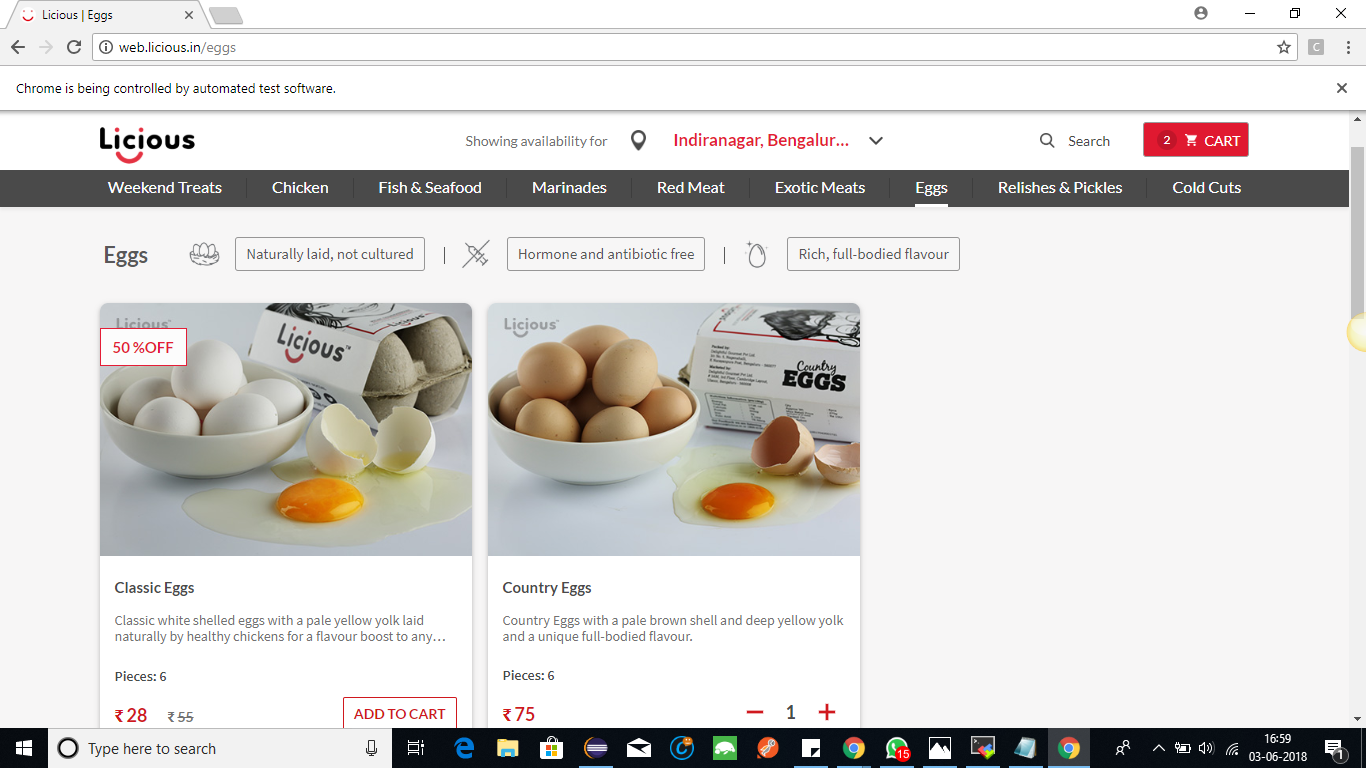 Licious | Eggs
web.licious.in/eggs
C
Chrome is being controlled by automated test software.
Licious
Showing availability for
Indiranagar, Bengalur...
Search
2 CART
Weekend Treats
Chicken
Fish & Seafood
Marinades
Red Meat
Exotic Meats
Eggs
Relishes & Pickles
Cold Cuts
Eggs
Naturally laid, not cultured
|
Hormone and antibiotic free
|
Rich, full-bodied flavour
Licious™
50 %OFF
Licious™
Licious™
Country
EGGS
Classic Eggs
Classic white shelled eggs with a pale yellow yolk laid
naturally by healthy chickens for a flavour boost to any...
Pieces: 6
₹ 28 ₹ 55
ADD TO CART
Country Eggs
Country Eggs with a pale brown shell and deep yellow yolk
and a unique full-bodied flavour.
Pieces: 6
₹ 75
1
Type here to search
15
16:59
03-06-2018
1